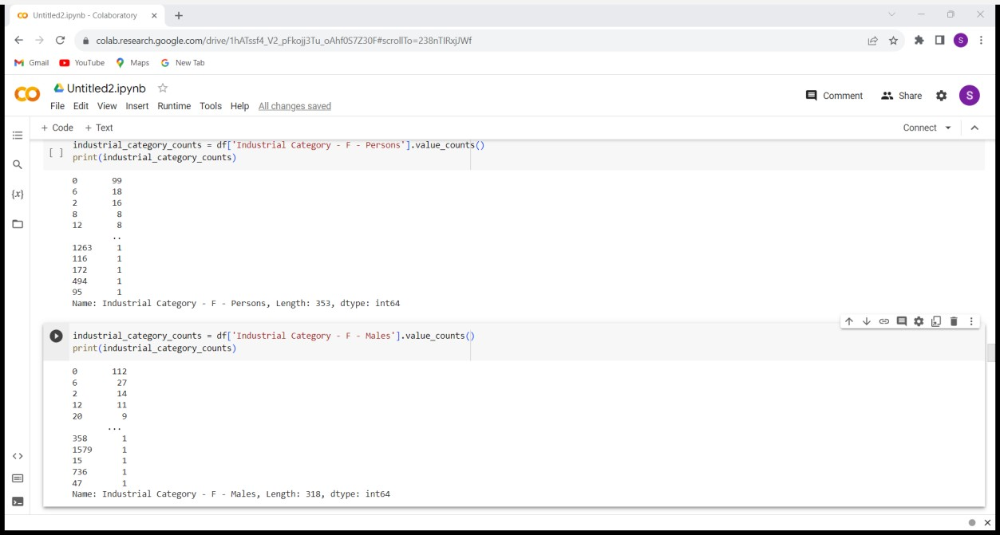 Untitled2.ipynb - Colaboratory
colab.research.google.com/drive/1hATssf4_V2_pFkojj3Tu_oAhf0S7Z30F#scrollTo=238nTIRxjJWf
S
Gmail YouTube Maps New Tab
Untitled2.ipynb
File Edit View Insert Runtime Tools Help All changes saved
Comment Share S
+ Code + Text
Connect
industrial_category_counts = df['Industrial Category - F - Persons'].value_counts()
[ ] print(industrial_category_counts)
0 99
6 18
2 16
8 8
12 8
..
1263 1
116 1
172 1
494 1
95 1
Name: Industrial Category - F - Persons, Length: 353, dtype: int64
industrial_category_counts = df['Industrial Category - F - Males'].value_counts()
print(industrial_category_counts)
0 112
6 27
2 14
12 11
20 9
...
358 1
1579 1
15 1
736 1
47 1
Name: Industrial Category - F - Males, Length: 318, dtype: int64